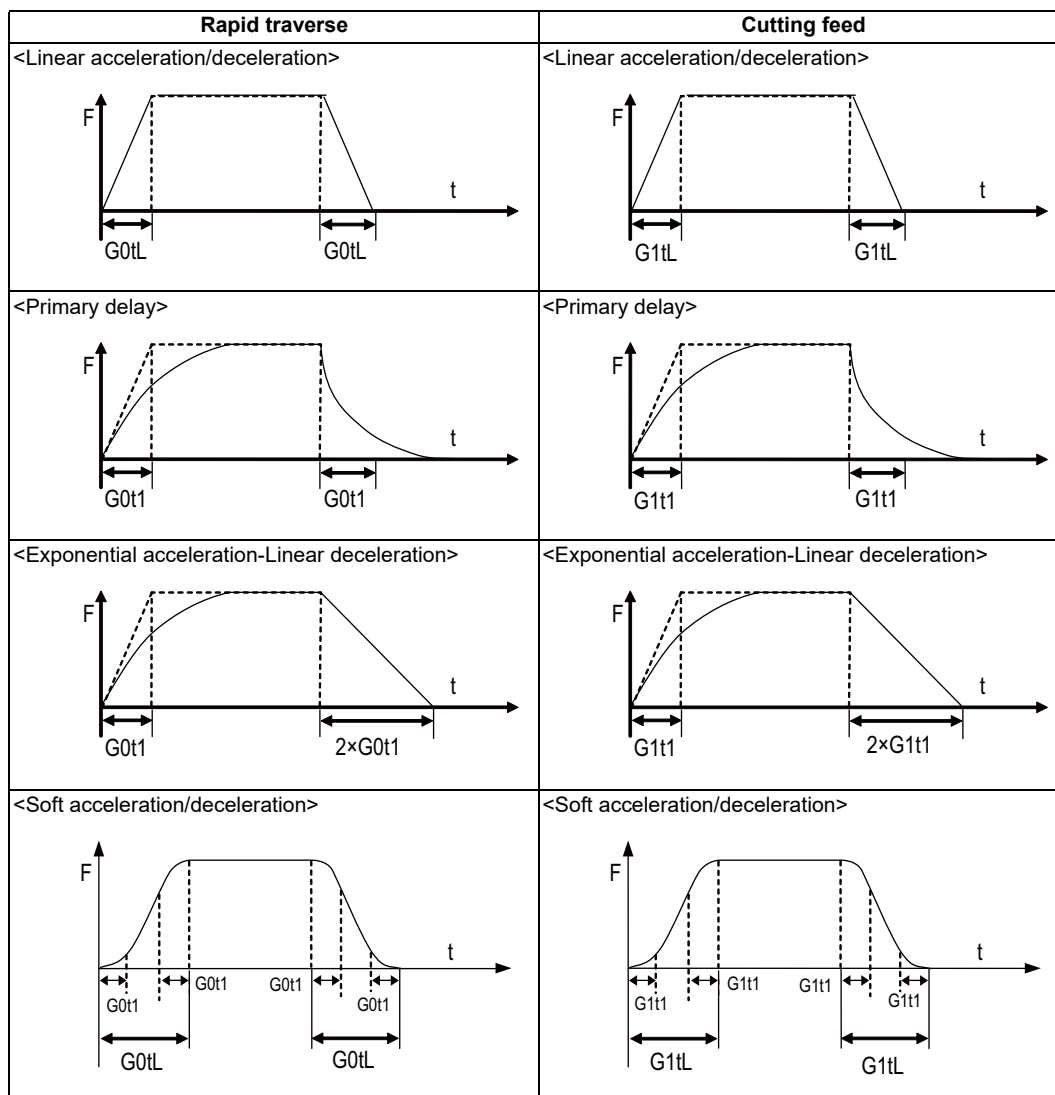 Rapid traverse
Cutting feed
<Linear acceleration/deceleration>
F
t
G0tL
G0tL
<Linear acceleration/deceleration>
F
t
G1tL
G1tL
<Primary delay>
F
t
G0t1
G0t1
<Primary delay>
F
t
G1t1
G1t1
<Exponential acceleration-Linear deceleration>
F
t
G0t1
2×G0t1
<Exponential acceleration-Linear deceleration>
F
t
G1t1
2×G1t1
<Soft acceleration/deceleration>
F
t
G0t1
G0t1
G0t1
G0t1
G0tL
G0tL
<Soft acceleration/deceleration>
F
t
G1t1
G1t1
G1t1
G1t1
G1tL
G1tL